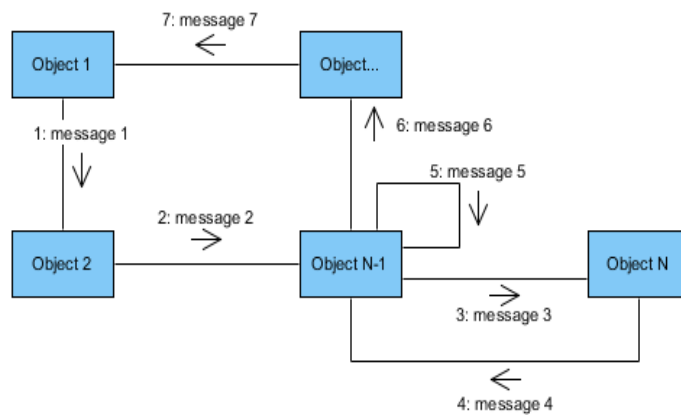 7: message 7
Object 1
Object...
1: message 1
6: message 6
5: message 5
2: message 2
Object 2
Object N-1
Object N
3: message 3
4: message 4